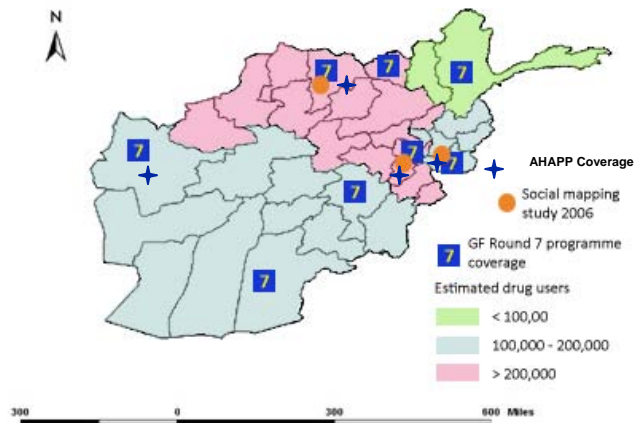 N
7
7
7
7
7
7
7
7
AHAPP Coverage
Social mapping
study 2006
7
GF Round 7 programme
coverage
Estimated drug users
< 100,00
100,000 - 200,000
> 200,000
300 0 300 600 Miles